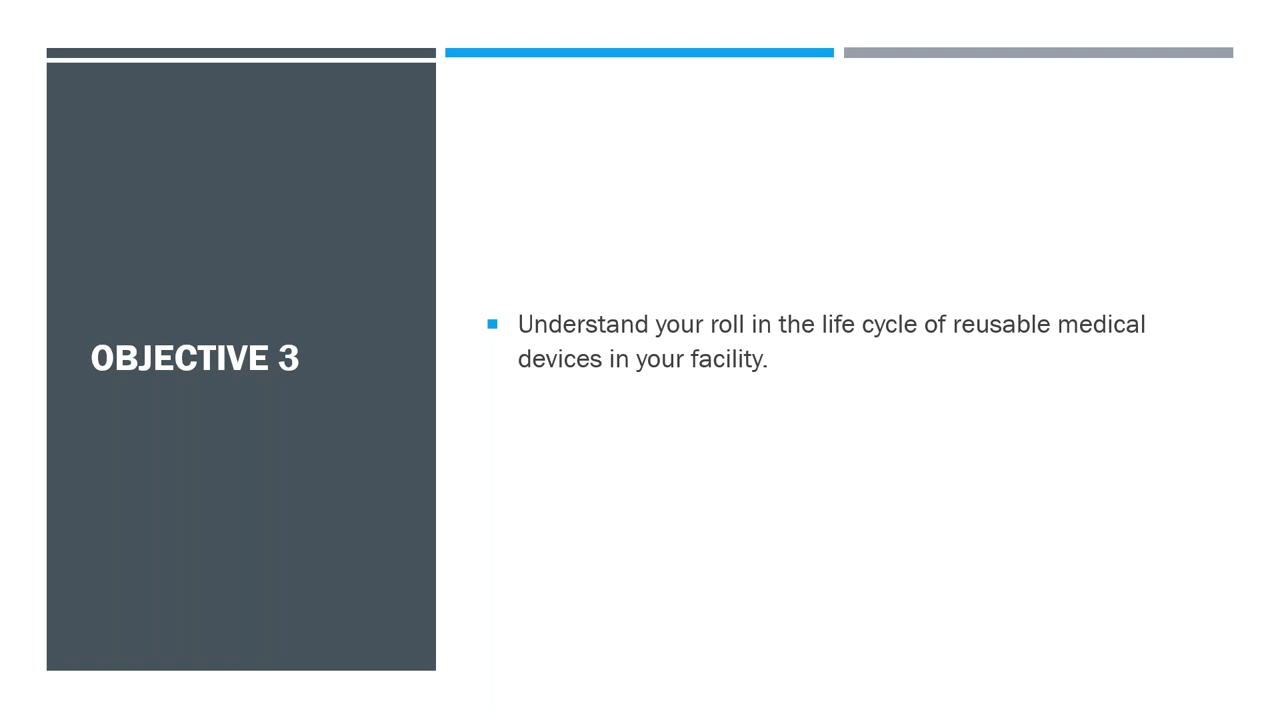 OBJECTIVE 3
Understand your roll in the life cycle of reusable medical
devices in your facility.